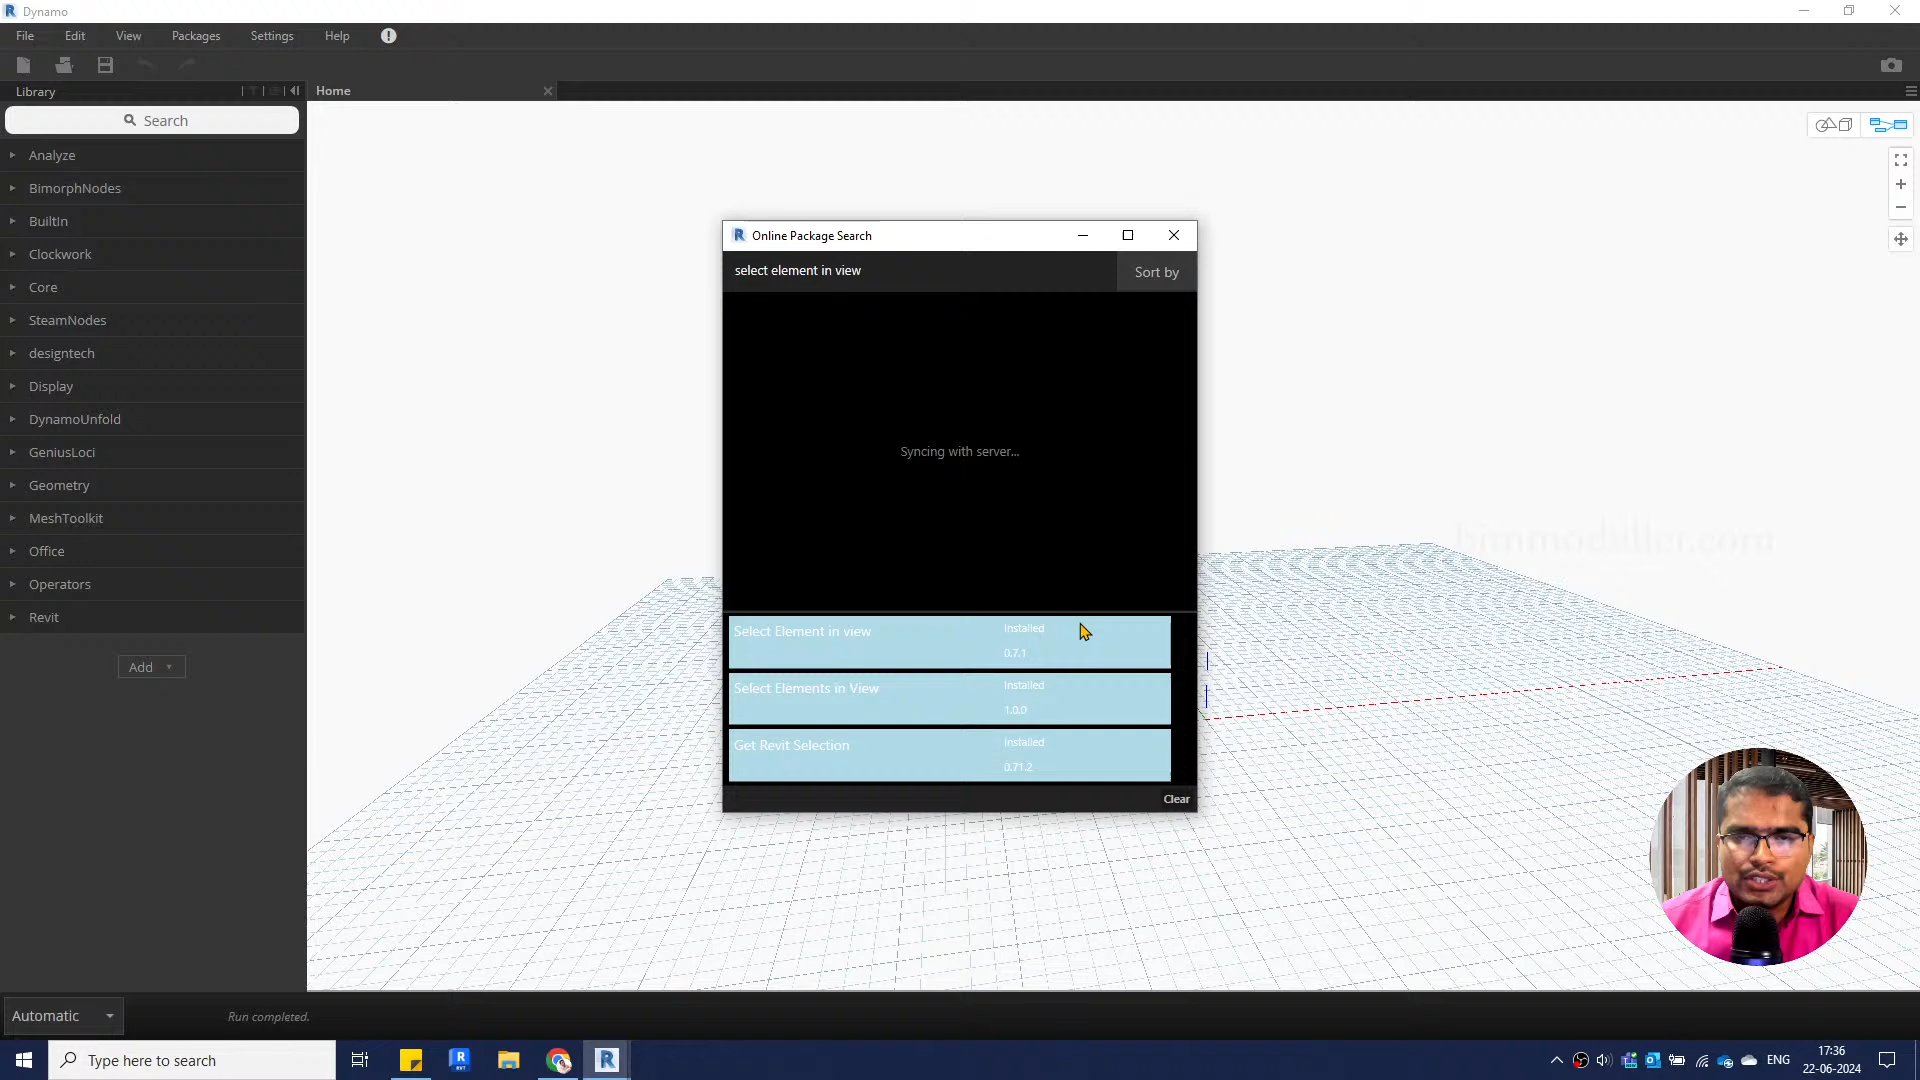 Dynamo
File Edit View Packages Settings Help
Library
Home
Search
Analyze
BimorphNodes
BuiltIn
Clockwork
Core
SteamNodes
designtech
Display
DynamoUnfold
GeniusLoci
Geometry
MeshToolkit
Office
Operators
Revit
Add
Online Package Search
select element in view
Sort by
Syncing with server...
Select Element in view
Installed
0.7.1
Select Elements in View
Installed
1.0.0
Get Revit Selection
Installed
0.71.2
Clear
Automatic
Run completed.
Type here to search
ENG
17:36
22-06-2024